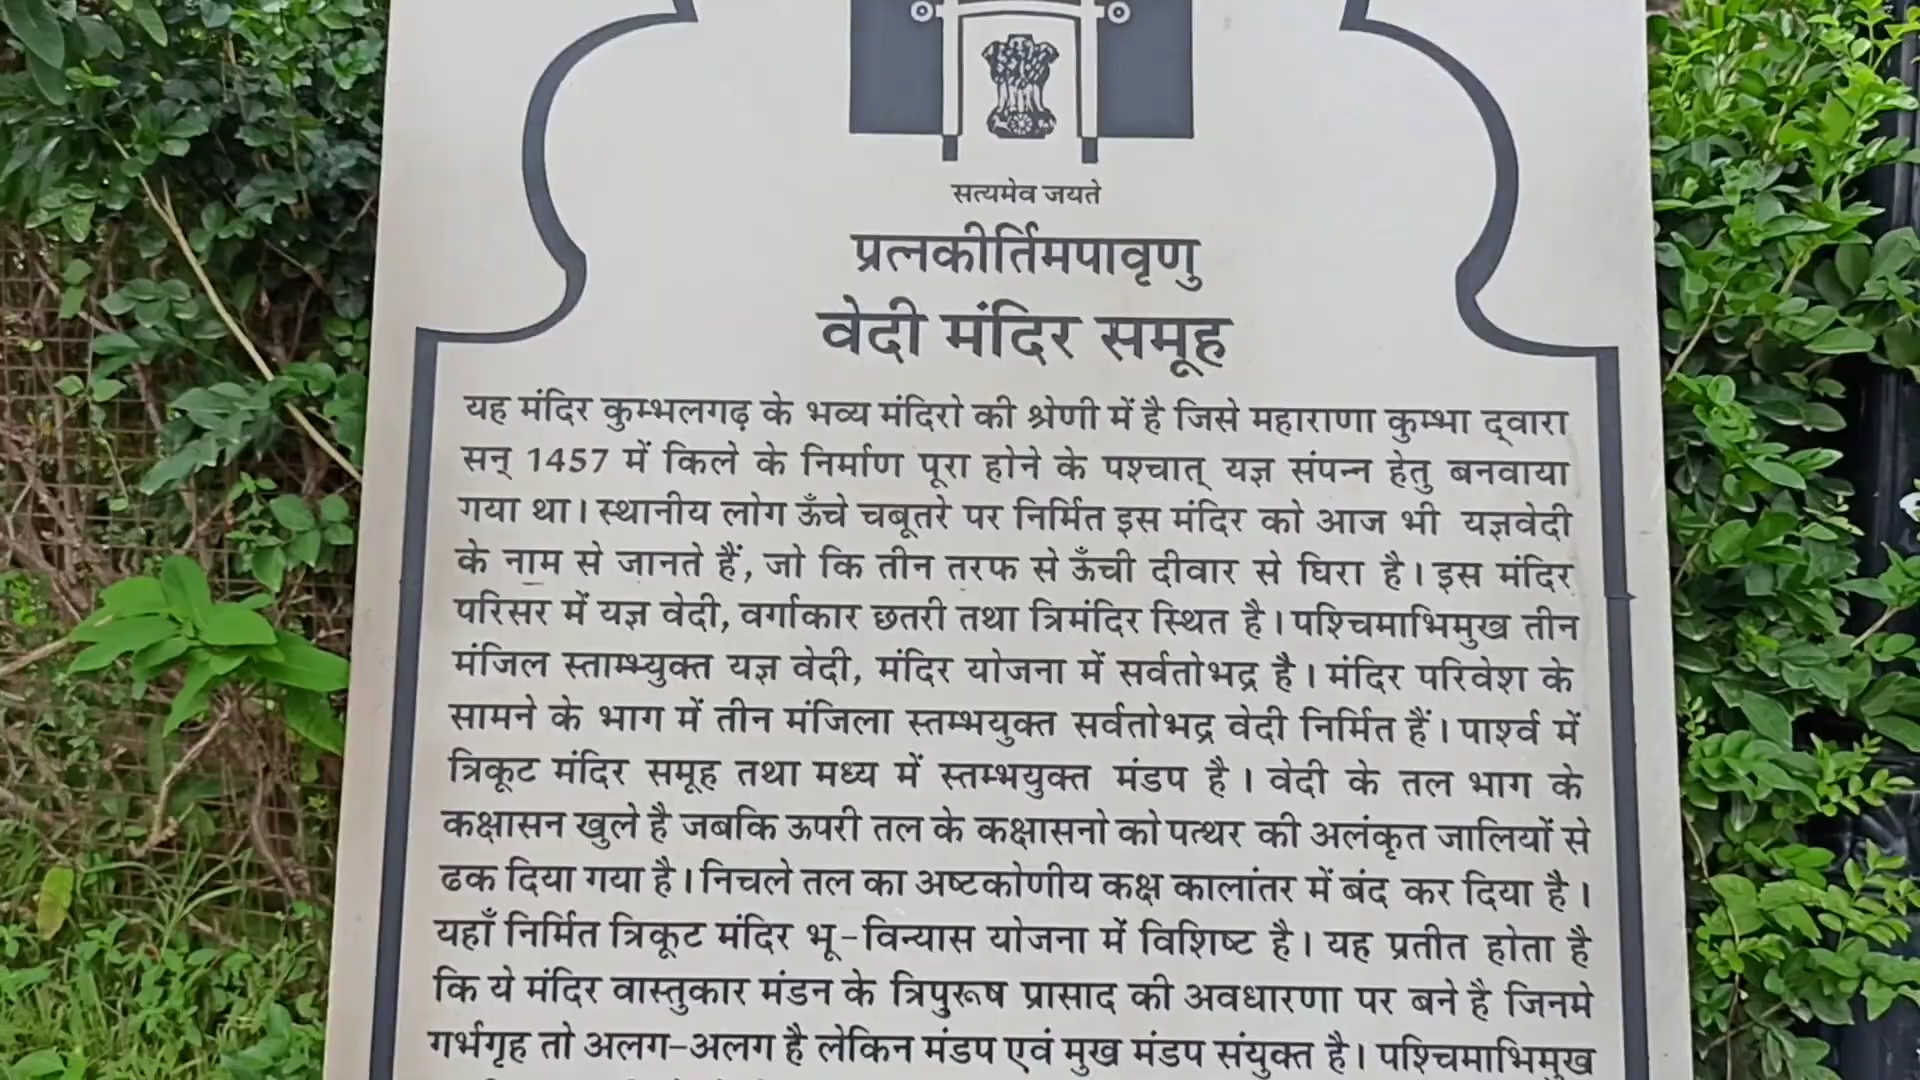 सत्यमेव जयते
प्रत्नकीर्तिमपावृणु
वेदी मंदिर समूह
यह मंदिर कुम्भलगढ़ के भव्य मंदिरो की श्रेणी में है जिसे महाराणा कुम्भा द्वारा
सन् 1457 में किले के निर्माण पूरा होने के पश्चात् यज्ञ संपन्न हेतु बनवाया
गया था। स्थानीय लोग ऊँचे चबूतरे पर निर्मित इस मंदिर को आज भी यज्ञवेदी
के नाम से जानते हैं, जो कि तीन तरफ से ऊँची दीवार से घिरा है। इस मंदिर
परिसर में यज्ञ वेदी, वर्गाकार छतरी तथा त्रिमंदिर स्थित है। पश्चिमाभिमुख तीन
मंजिल स्ताम्भ्युक्त यज्ञ वेदी, मंदिर योजना में सर्वतोभद्र है। मंदिर परिवेश के
सामने के भाग में तीन मंजिला स्तम्भयुक्त सर्वतोभद्र वेदी निर्मित हैं। पार्श्व में
त्रिकूट मंदिर समूह तथा मध्य में स्तम्भयुक्त मंडप है। वेदी के तल भाग के
कक्षासन खुले है जबकि ऊपरी तल के कक्षासनो को पत्थर की अलंकृत जालियों से
ढक दिया गया है। निचले तल का अष्टकोणीय कक्ष कालांतर में बंद कर दिया है।
यहाँ निर्मित त्रिकूट मंदिर भू-विन्यास योजना में विशिष्ट है। यह प्रतीत होता है
कि ये मंदिर वास्तुकार मंडन के त्रिपुरूष प्रासाद की अवधारणा पर बने है जिनमे
गर्भगृह तो अलग-अलग है लेकिन मंडप एवं मुख मंडप संयुक्त है। पश्चिमाभिमुख